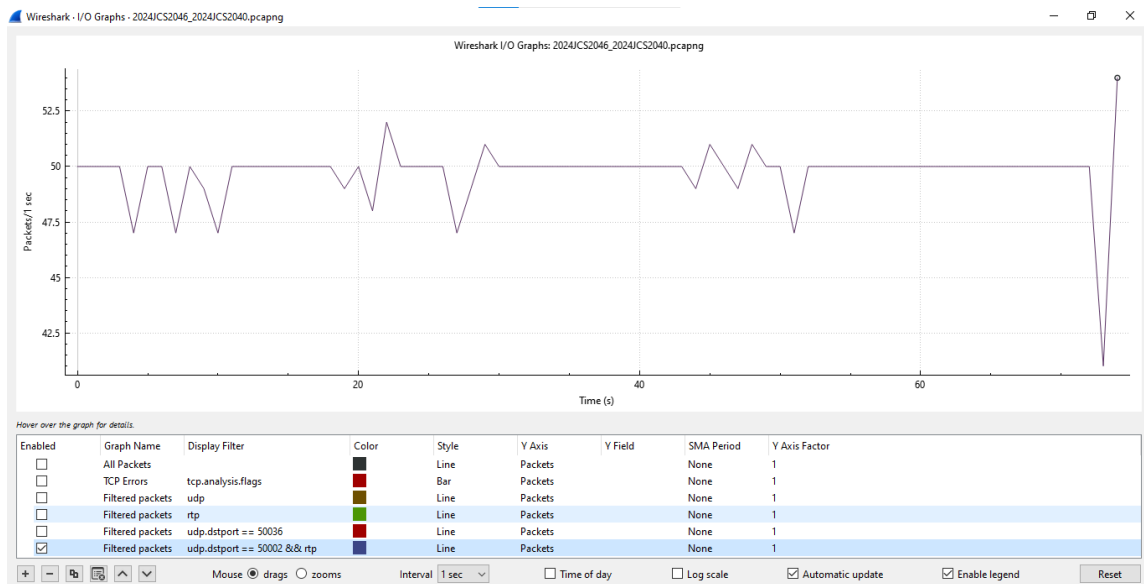 Wireshark · I/O Graphs · 2024JCS2046_2024JCS2040.pcapng
Wireshark I/O Graphs: 2024JCS2046_2024JCS2040.pcapng
Packets/1 sec
52.5
50
47.5
45
42.5
0 20 40 60
Time (s)
Hover over the graph for details.
Enabled Graph Name Display Filter Color Style Y Axis Y Field SMA Period Y Axis Factor
All Packets Line Packets None 1
TCP Errors tcp.analysis.flags Bar Packets None 1
Filtered packets udp Line Packets None 1
Filtered packets rtp Line Packets None 1
Filtered packets udp.dstport == 50036 Line Packets None 1
Filtered packets udp.dstport == 50002 && rtp Line Packets None 1
Mouse drags zooms Interval 1 sec Time of day Log scale Automatic update Enable legend Reset